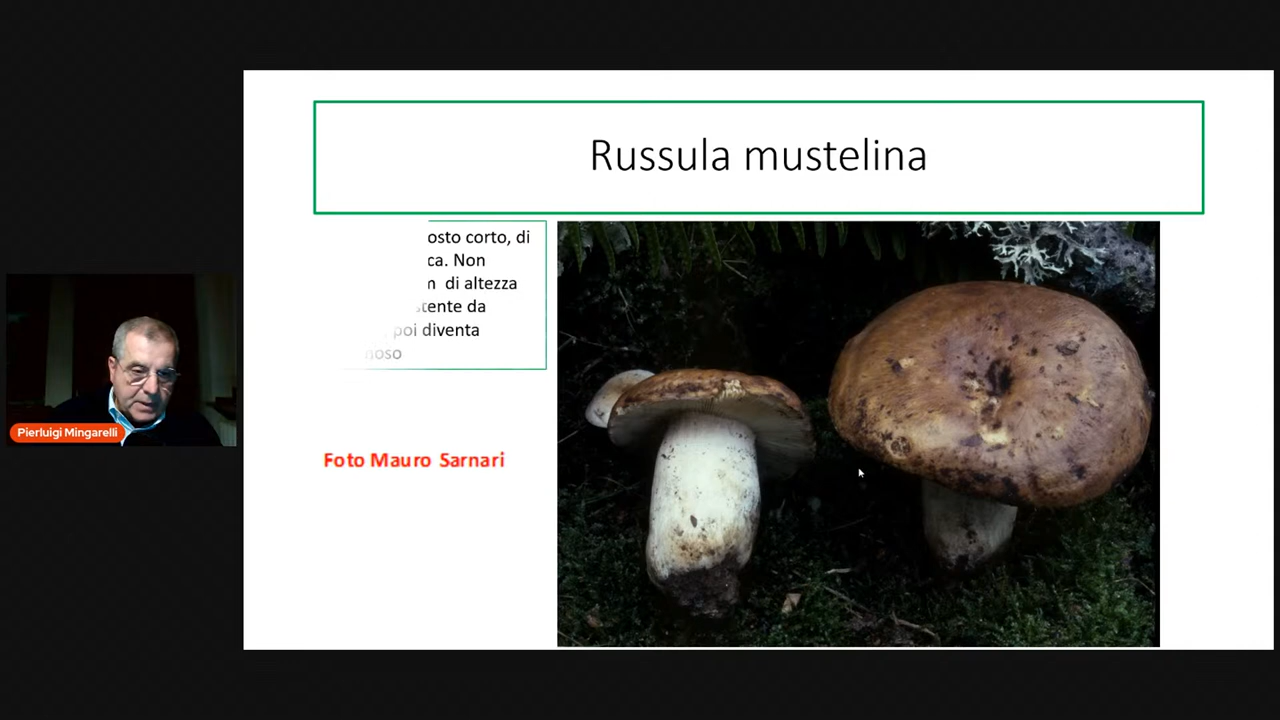 Russula mustelina
osto corto, di
ca. Non
di altezza
tente da
poi diventa
noso
Foto Mauro Sarnari
Pierluigi Mingarelli